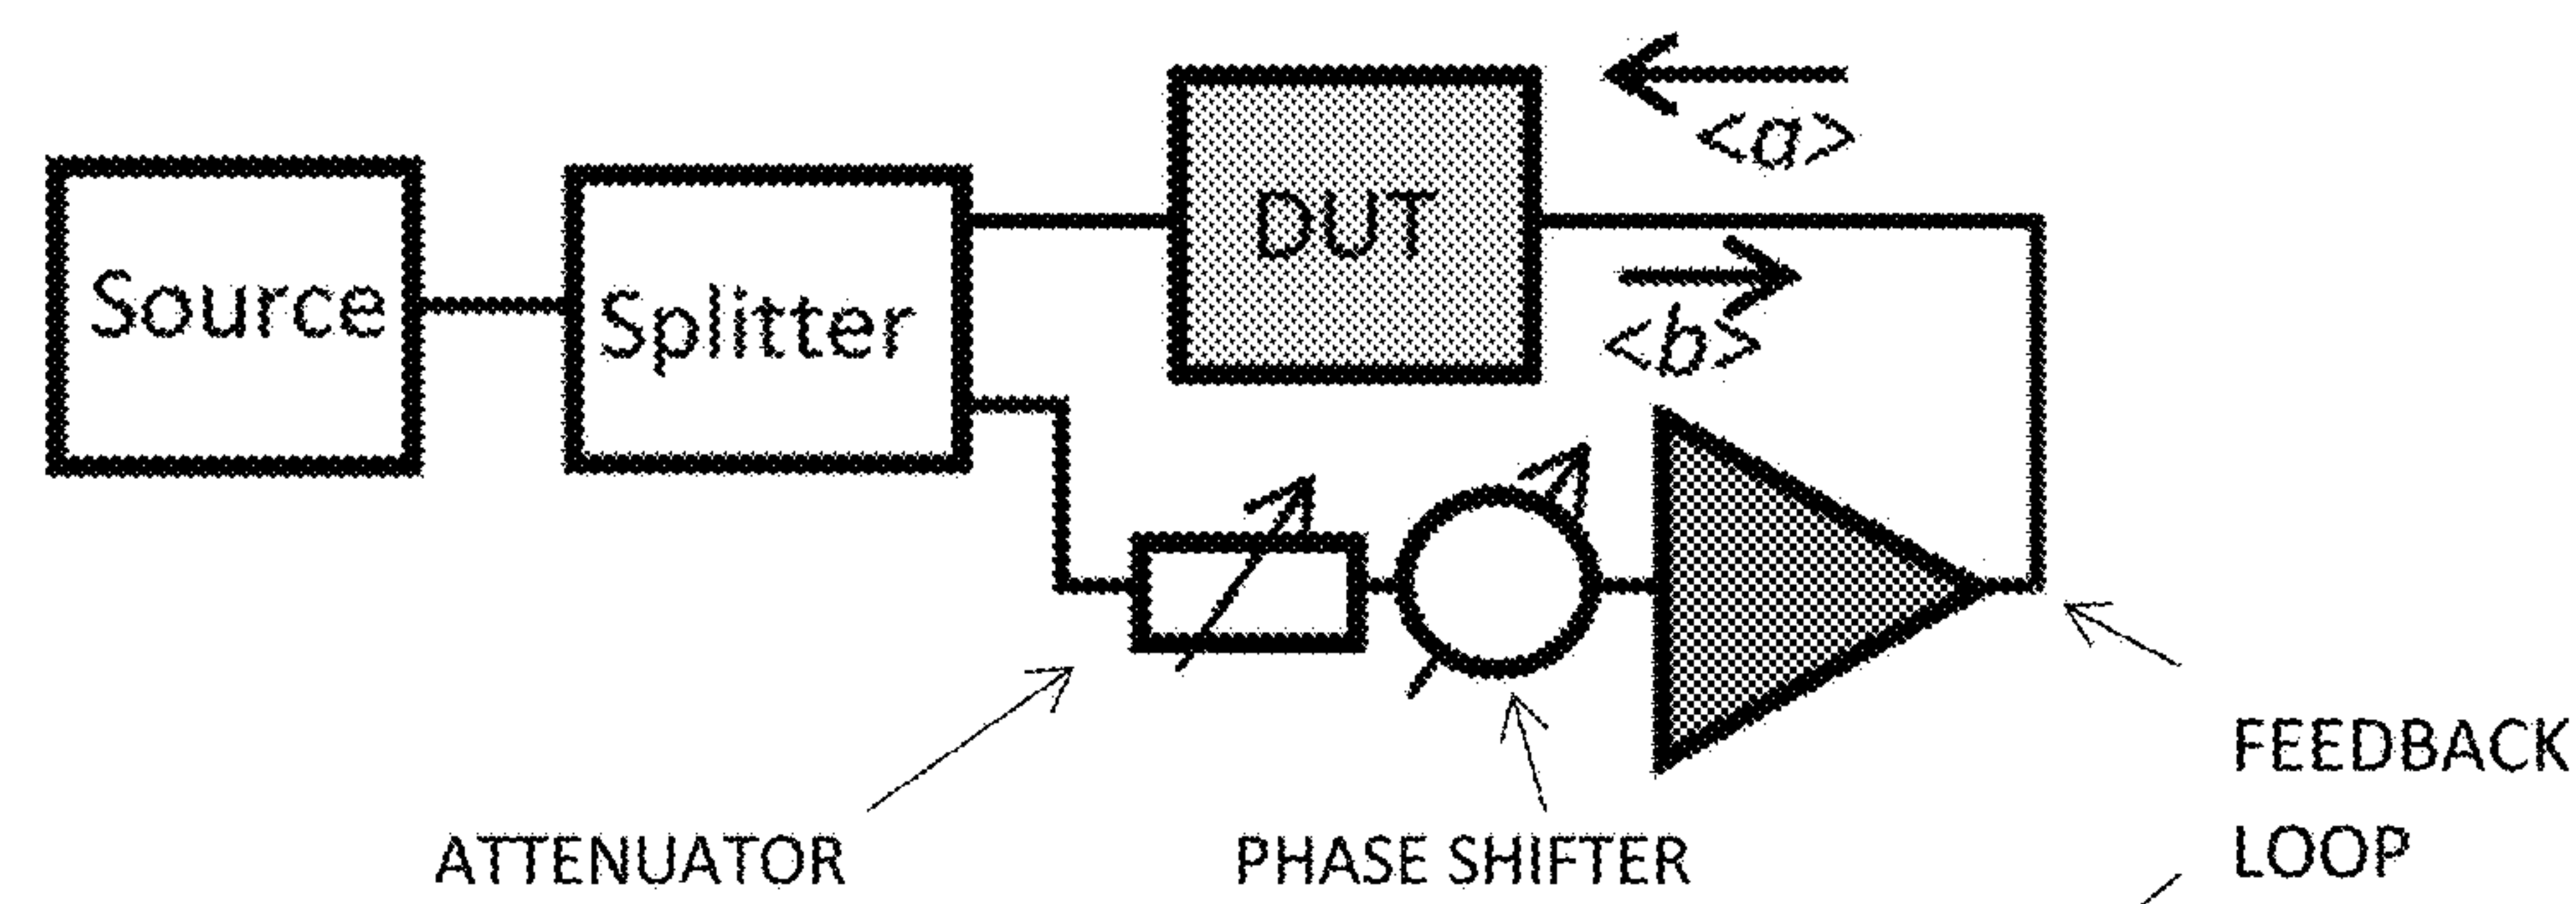 <a>
DUT
Source
Splitter
<b>
FEEDBACK
LOOP
ATTENUATOR
PHASE SHIFTER